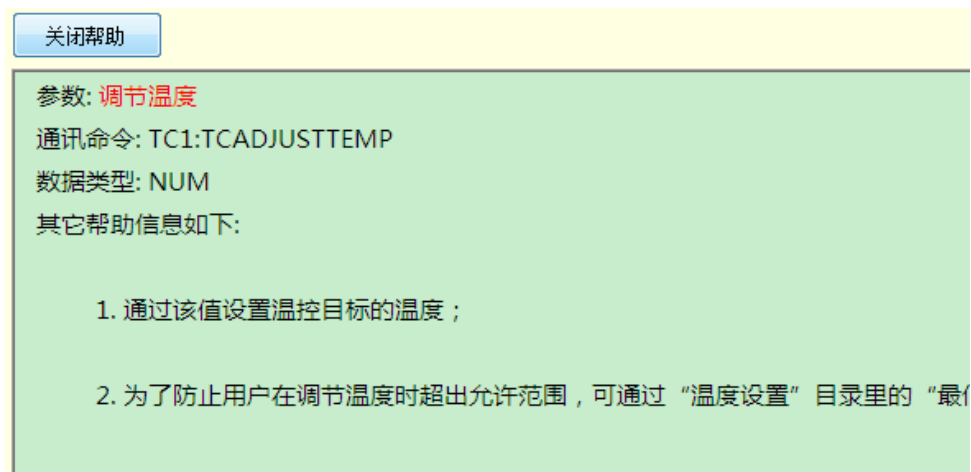 关闭帮助
参数: 调节温度
通讯命令: TC1:TCADJUSTTEMP
数据类型: NUM
其它帮助信息如下:
1. 通过该值设置温控目标的温度；
2. 为了防止用户在调节温度时超出允许范围，可通过“温度设置”目录里的“最